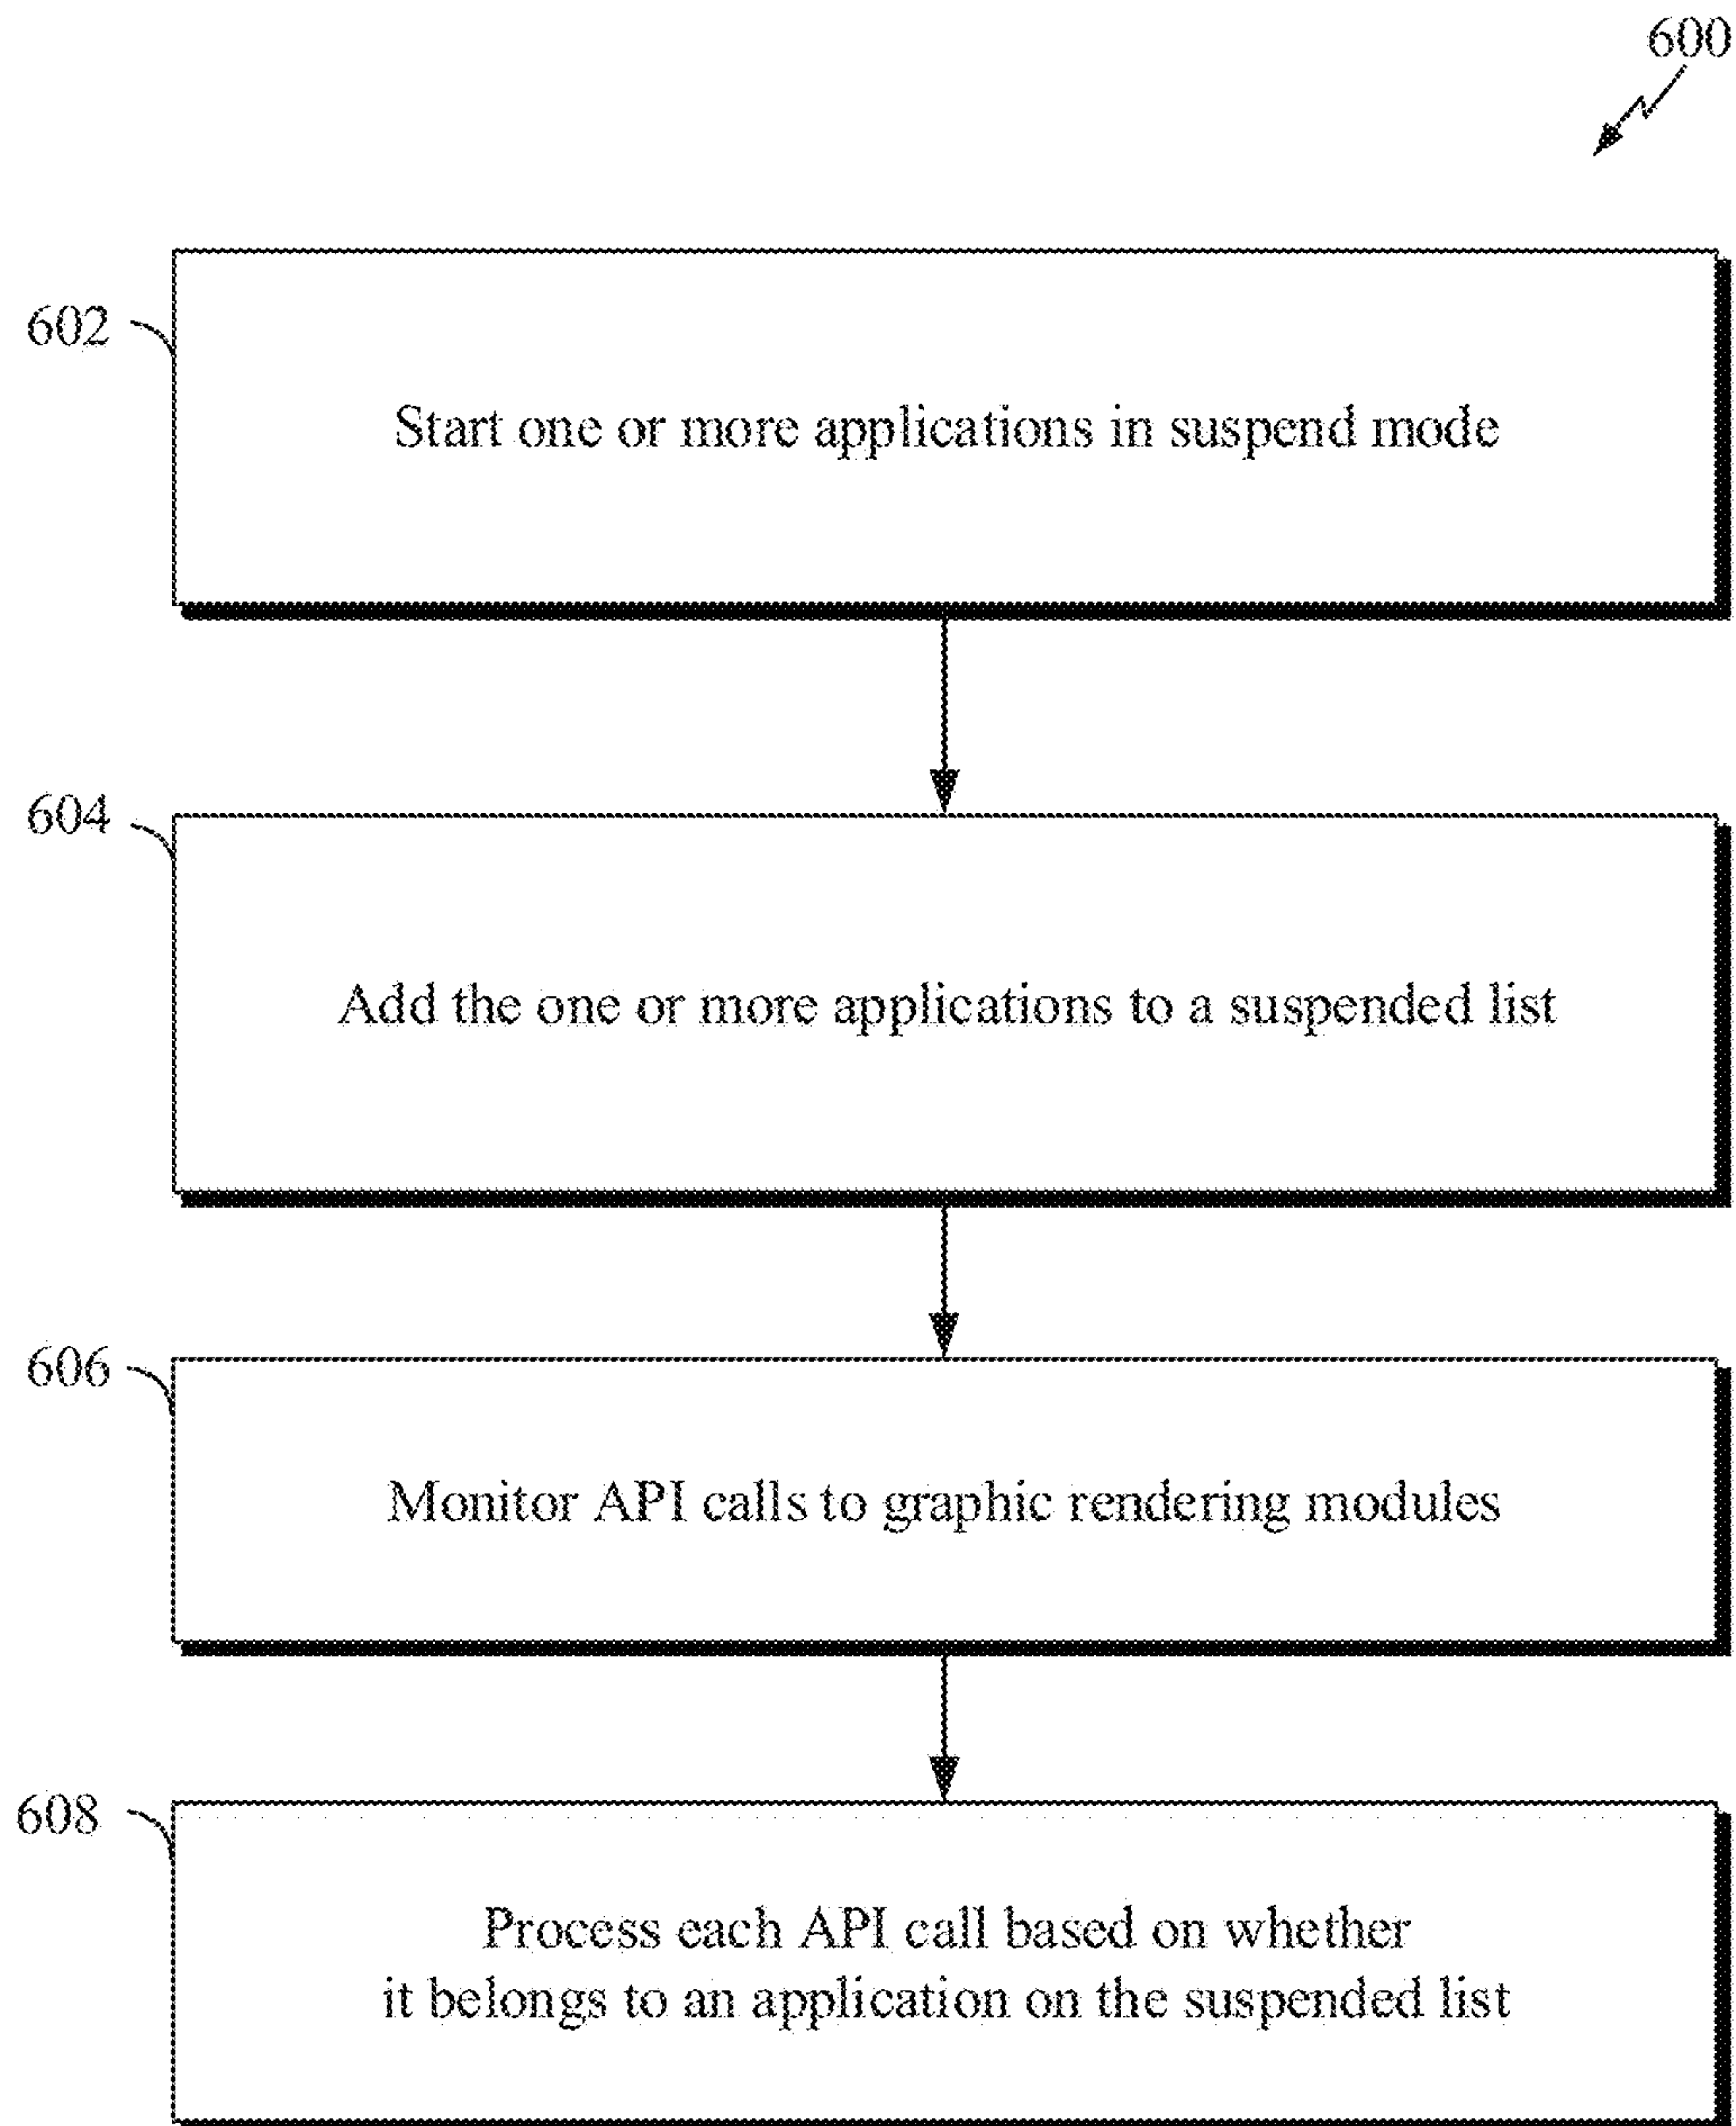 600
602
Start one or more applications in suspend mode
604
Add the one or more applications to a suspended list
606
Monitor API calls to graphic rendering modules
608
Process each API call based on whether
it belongs to an application on the suspended list